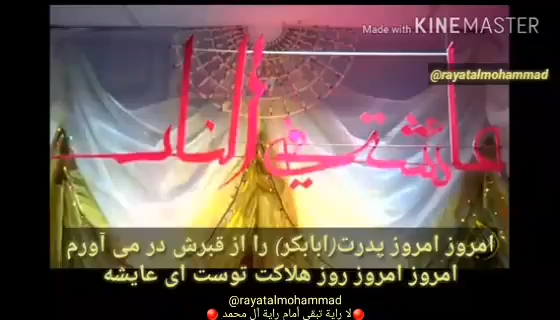 Made with KINEMASTER
@rayatalmohammad
عائشة في النار
امروز امروز پدرت(ابابکر) را از قبرش در می آورم
امروز امروز روز هلاکت توست ای عایشه
@rayatalmohammad
لا راية تبقى أمام راية آل محمد